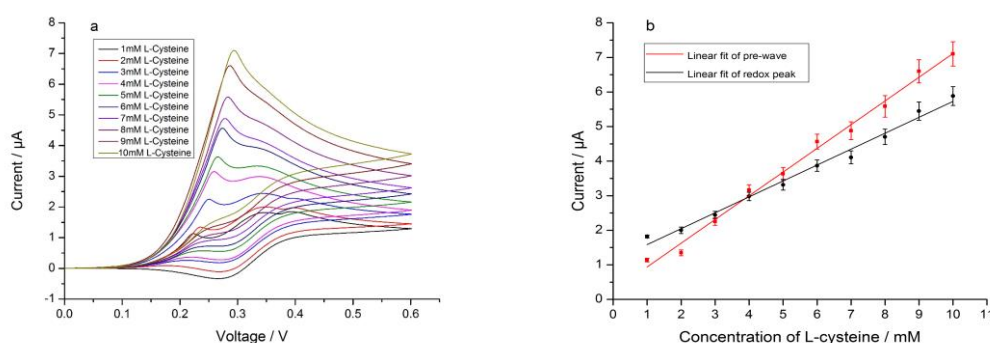 a
1mM L-Cysteine
2mM L-Cysteine
3mM L-Cysteine
4mM L-Cysteine
5mM L-Cysteine
6mM L-Cysteine
7mM L-Cysteine
8mM L-Cysteine
9mM L-Cysteine
10mM L-Cysteine
Current / µA
8
7
6
5
4
3
2
1
0
-1
0.0 0.1 0.2 0.3 0.4 0.5 0.6
Voltage / V
b
Linear fit of pre-wave
Linear fit of redox peak
Current / µA
8
7
6
5
4
3
2
1
0
0 1 2 3 4 5 6 7 8 9 10 11
Concentration of L-cysteine / mM